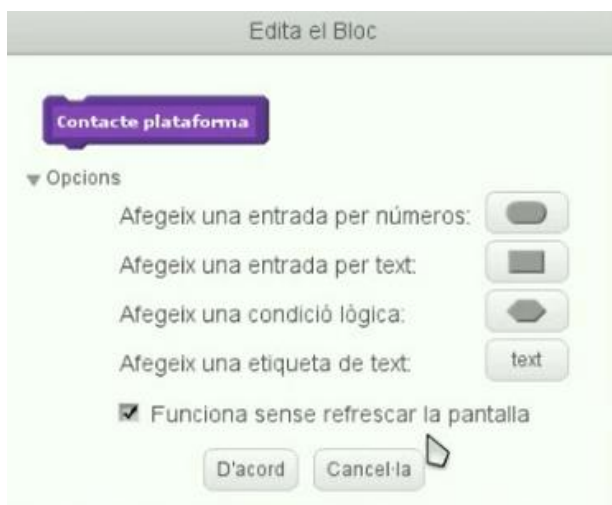 Edita el Bloc
Contacte plataforma
Opcions
Afegeix una entrada per números:
Afegeix una entrada per text:
Afegeix una condició lògica:
Afegeix una etiqueta de text:
text
Funciona sense refrescar la pantalla
D'acord
Cancel·la